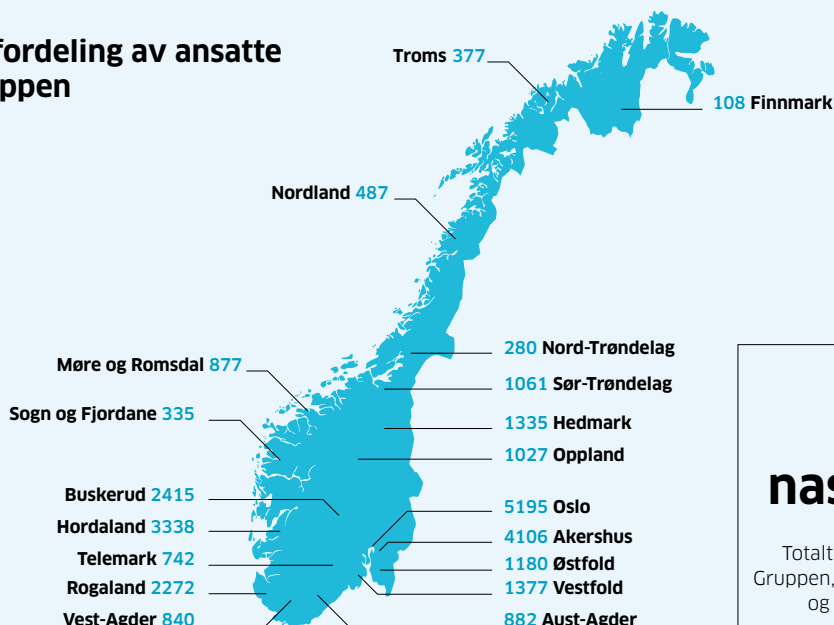 fordeling av ansatte
ppen
Troms 377
108 Finnmark
Nordland 487
280 Nord-Trøndelag
Møre og Romsdal 877
1061 Sør-Trøndelag
Sogn og Fjordane 335
1335 Hedmark
1027 Oppland
Buskerud 2415
5195 Oslo
Hordaland 3338
4106 Akershus
Telemark 742
1180 Østfold
Rogaland 2272
1377 Vestfold
Vest-Agder 840
882 Aust-Agder
nas
Totalt
Gruppen,
og